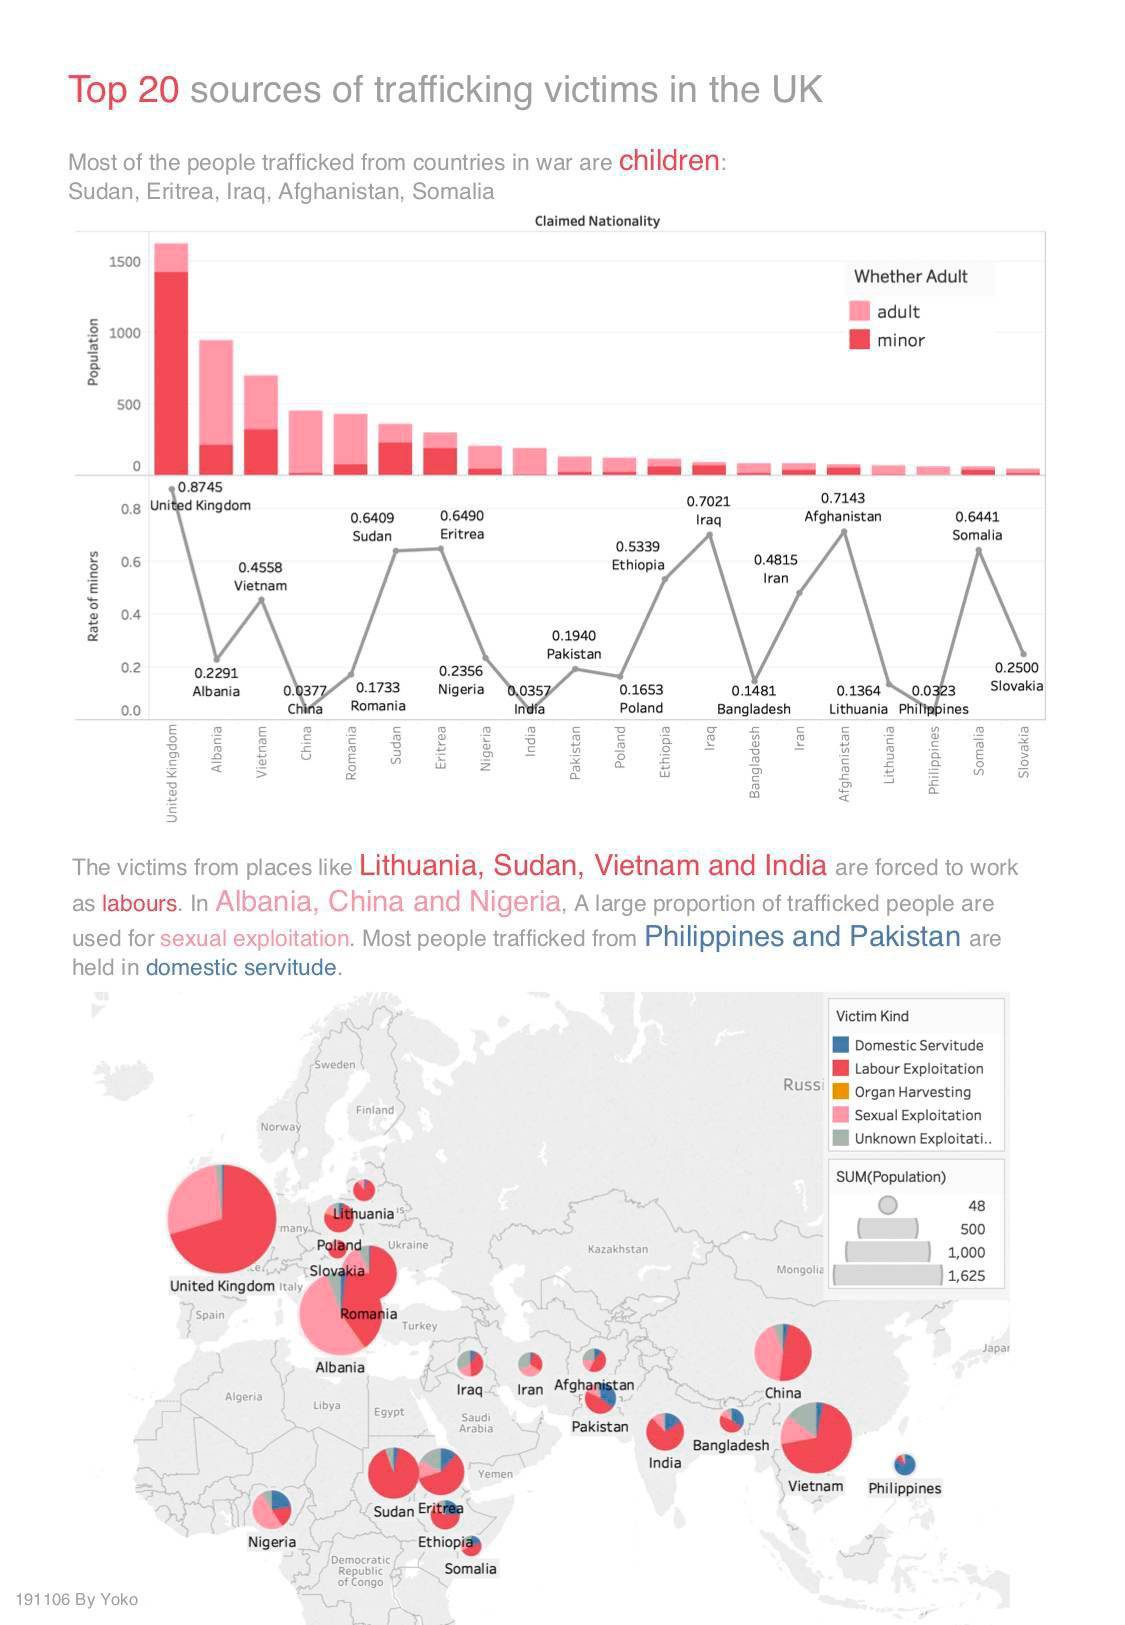 Top 20 sources of trafficking victims in the UK
Most of the people trafficked from countries in war are children:
Sudan, Eritrea, Iraq, Afghanistan, Somalia
Claimed Nationality
Population
1500
1000
500
0
Whether Adult
adult
minor
Rate of minors
0.8
0.6
0.4
0.2
0.0
0.8745
United Kingdom
0.2291
Albania
0.4558
Vietnam
0.0377
China
0.1733
Romania
0.6409
Sudan
0.6490
Eritrea
0.2356
Nigeria
0.0357
India
0.1940
Pakistan
0.1653
Poland
0.5339
Ethiopia
0.7021
Iraq
0.1481
Bangladesh
0.4815
Iran
0.7143
Afghanistan
0.1364
Lithuania
0.0323
Philippines
0.6441
Somalia
0.2500
Slovakia
United Kingdom
Albania
Vietnam
China
Romania
Sudan
Eritrea
Nigeria
India
Pakistan
Poland
Ethiopia
Iraq
Bangladesh
Iran
Afghanistan
Lithuania
Philippines
Somalia
Slovakia
The victims from places like Lithuania, Sudan, Vietnam and India are forced to work
as labours. In Albania, China and Nigeria, A large proportion of trafficked people are
used for sexual exploitation. Most people trafficked from Philippines and Pakistan are
held in domestic servitude.
Victim Kind
Domestic Servitude
Labour Exploitation
Organ Harvesting
Sexual Exploitation
Unknown Exploitati..
SUM(Population)
48
500
1,000
1,625
Sweden
Finland
Norway
Russi
Lithuania
many
Poland
Ukraine
Slovakia
Kazakhstan
Mongolia
United Kingdom
Italy
Spain
Romania
Turkey
Albania
Japan
Iraq
Iran
Afghanistan
China
Algeria
Libya
Egypt
Saudi
Arabia
Pakistan
India
Bangladesh
Vietnam
Philippines
Yemen
Sudan
Eritrea
Nigeria
Ethiopia
Somalia
Democratic
Republic
of Congo
191106 By Yoko